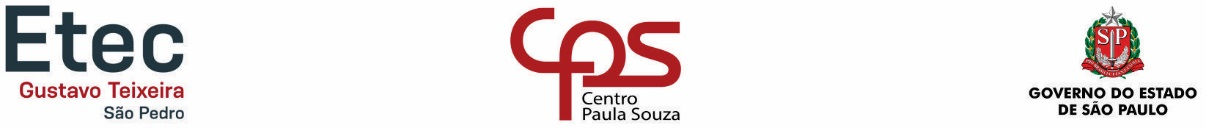 Etec
Gustavo Teixeira
São Pedro
cps
Centro
Paula Souza
SP
GOVERNO DO ESTADO
DE SÃO PAULO